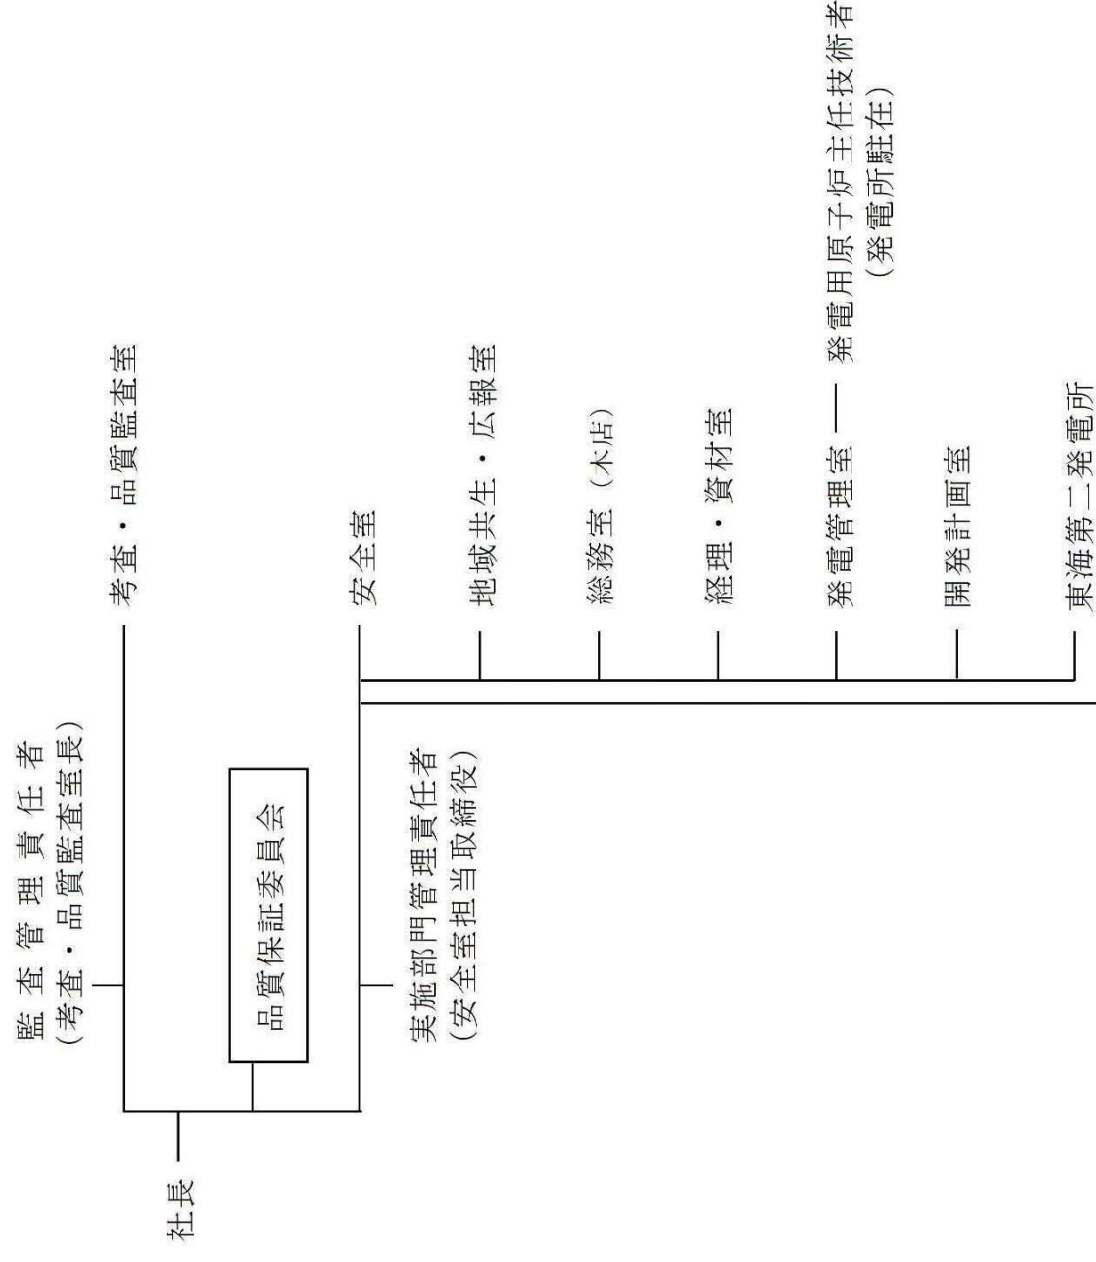 監査管理責任者
(考査・品質監査室長)
考査・品質監査室
社長
品質保証委員会
安全室
実施部門管理責任者
(安全室担当取締役)
地域共生・広報室
総務室(本店)
経理・資材室
発電管理室
発電用原子炉主任技術者
(発電所駐在)
開発計画室
東海第二発電所